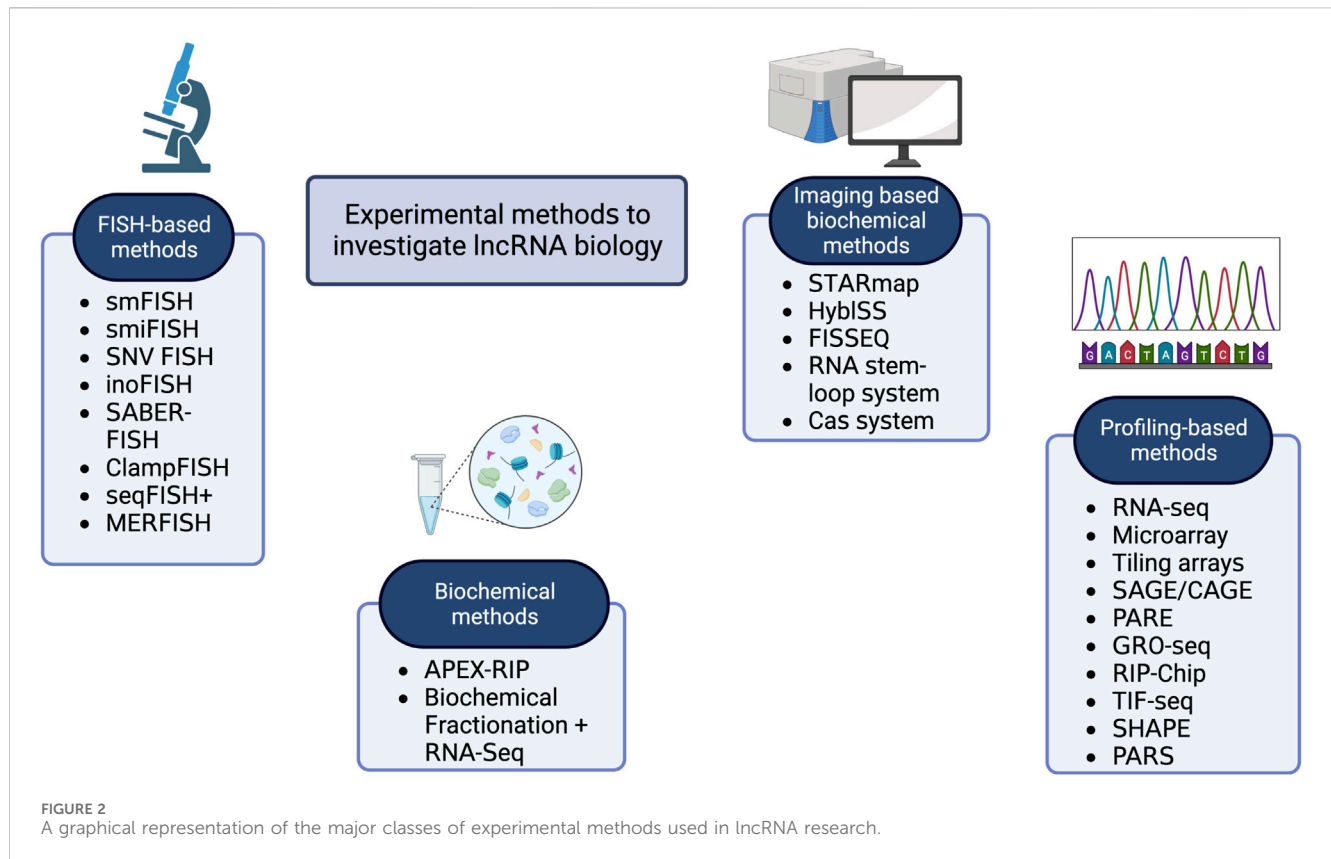 Experimental methods to
investigate lncRNA biology
FISH-based
methods
• smFISH
• smiFISH
• SNV FISH
• inoFISH
• SABER-
FISH
• ClampFISH
• seqFISH+
• MERFISH
Biochemical
methods
• APEX-RIP
• Biochemical
Fractionation +
RNA-Seq
Imaging based
biochemical
methods
• STARmap
• HybISS
• FISSEQ
• RNA stem-
loop system
• Cas system
G A C T A G T C T G
Profiling-based
methods
• RNA-seq
• Microarray
• Tiling arrays
• SAGE/CAGE
• PARE
• GRO-seq
• RIP-Chip
• TIF-seq
• SHAPE
• PARS
FIGURE 2
A graphical representation of the major classes of experimental methods used in lncRNA research.